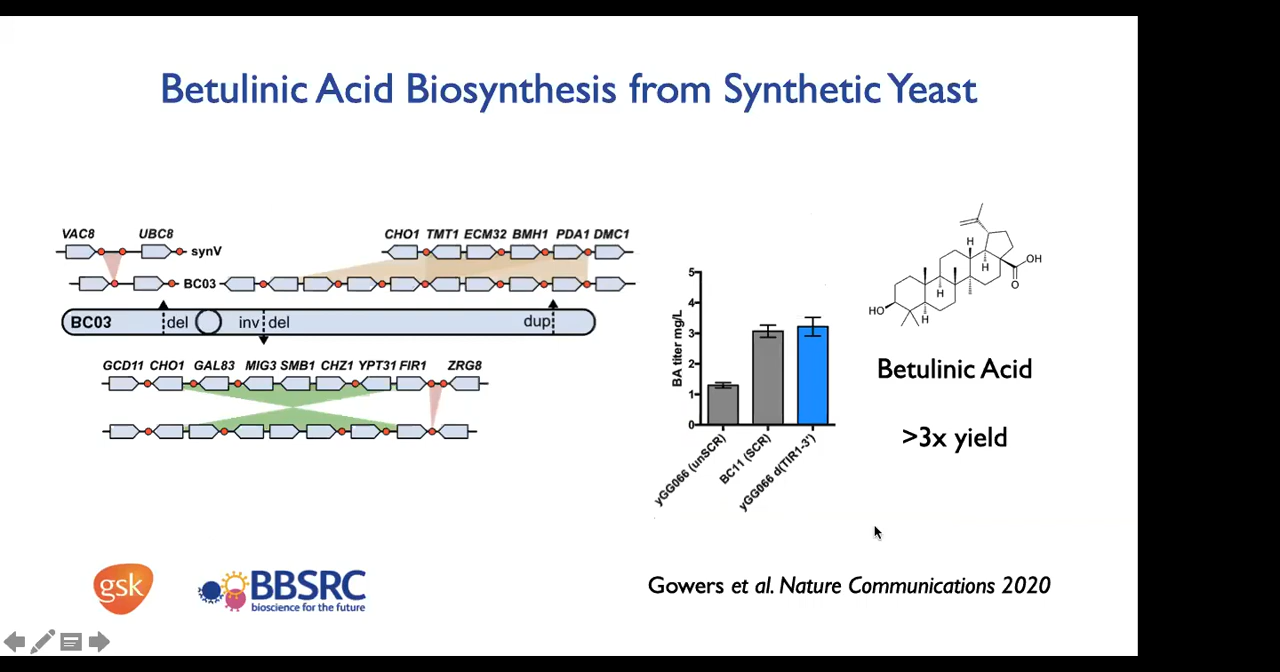 Betulinic Acid Biosynthesis from Synthetic Yeast
VAC8 UBC8
synV
CHO1 TMT1 ECM32 BMH1 PDA1 DMC1
BC03
BC03 del inv del dup
GCD11 CHO1 GAL83 MIG3 SMB1 CHZ1 YPT31 FIR1 ZRG8
BA titer mg/L
5
4
3
2
1
0
yGG066 (unSCR)
BC11 (SCR)
yGG066 d(TIR1-3')
H
H
H
H
HO
OH
O
Betulinic Acid
>3x yield
gsk
BBSRC
bioscience for the future
Gowers et al. Nature Communications 2020